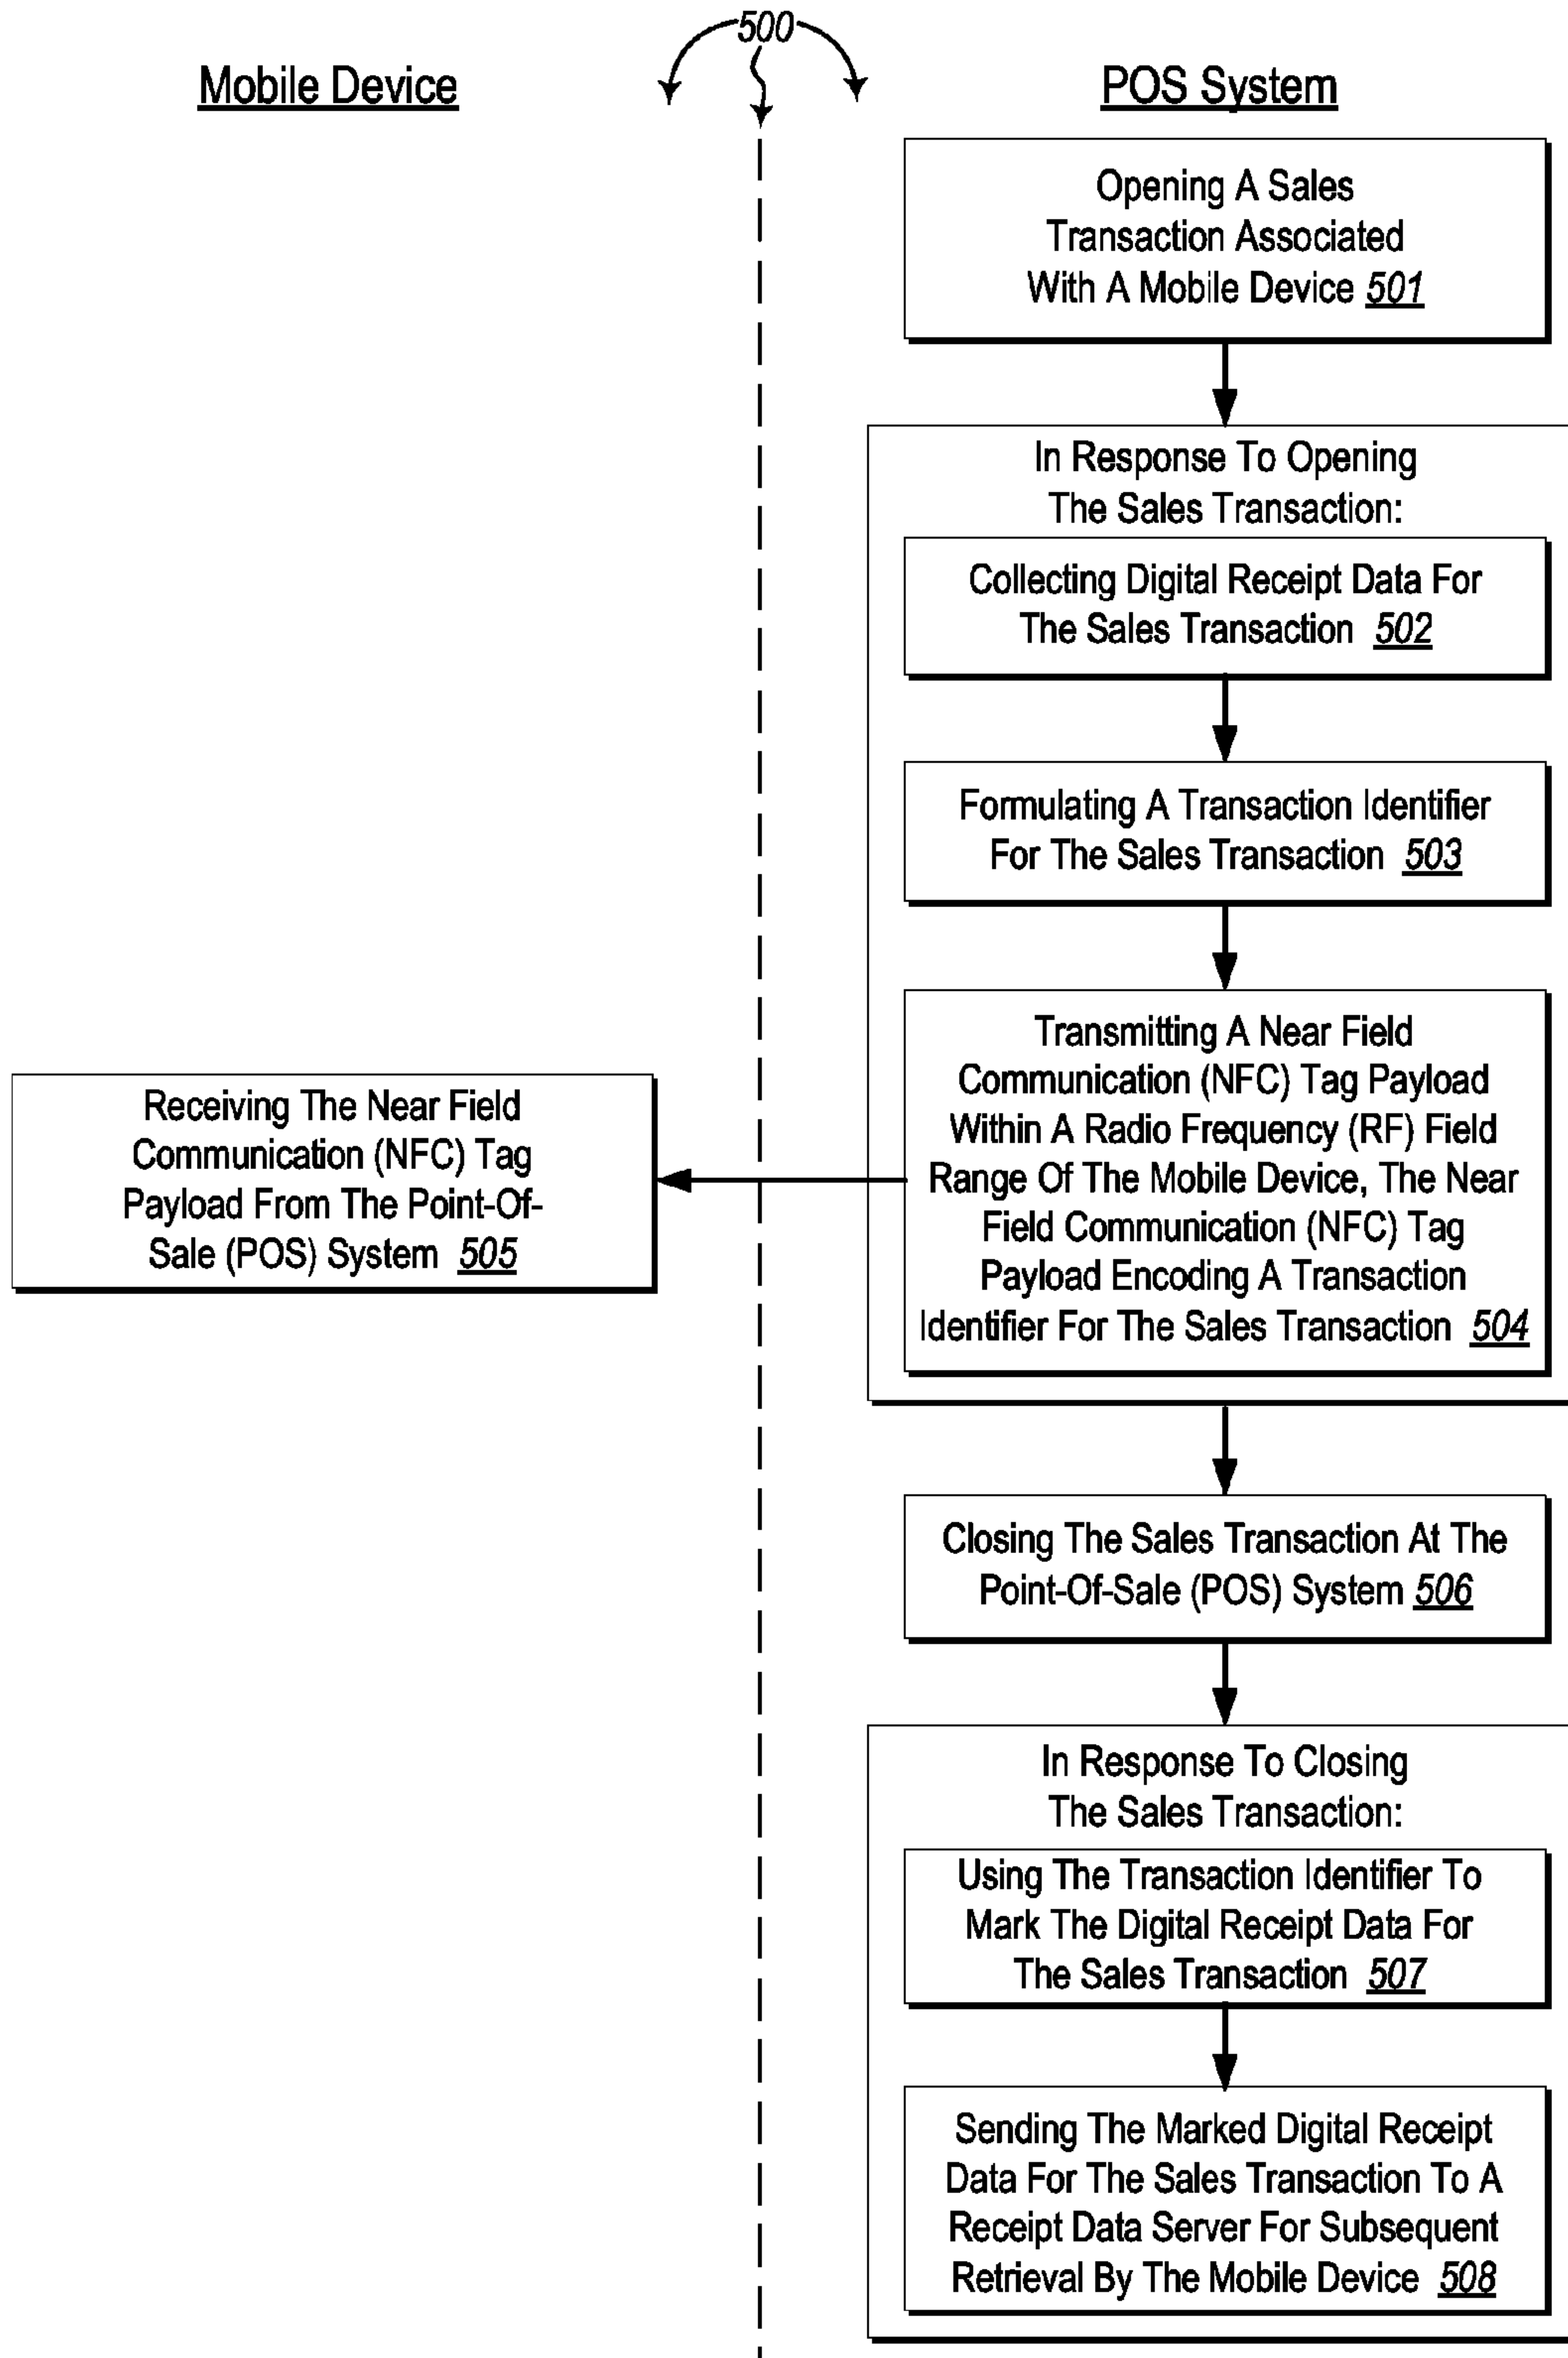 500
Mobile Device
POS System
Opening A Sales
Transaction Associated
With A Mobile Device 501
In Response To Opening
The Sales Transaction:
Collecting Digital Receipt Data For
The Sales Transaction 502
Formulating A Transaction Identifier
For The Sales Transaction 503
Transmitting A Near Field
Communication (NFC) Tag Payload
Within A Radio Frequency (RF) Field
Range Of The Mobile Device, The Near
Field Communication (NFC) Tag
Payload Encoding A Transaction
Identifier For The Sales Transaction 504
Receiving The Near Field
Communication (NFC) Tag
Payload From The Point-Of-
Sale (POS) System 505
Closing The Sales Transaction At The
Point-Of-Sale (POS) System 506
In Response To Closing
The Sales Transaction:
Using The Transaction Identifier To
Mark The Digital Receipt Data For
The Sales Transaction 507
Sending The Marked Digital Receipt
Data For The Sales Transaction To A
Receipt Data Server For Subsequent
Retrieval By The Mobile Device 508